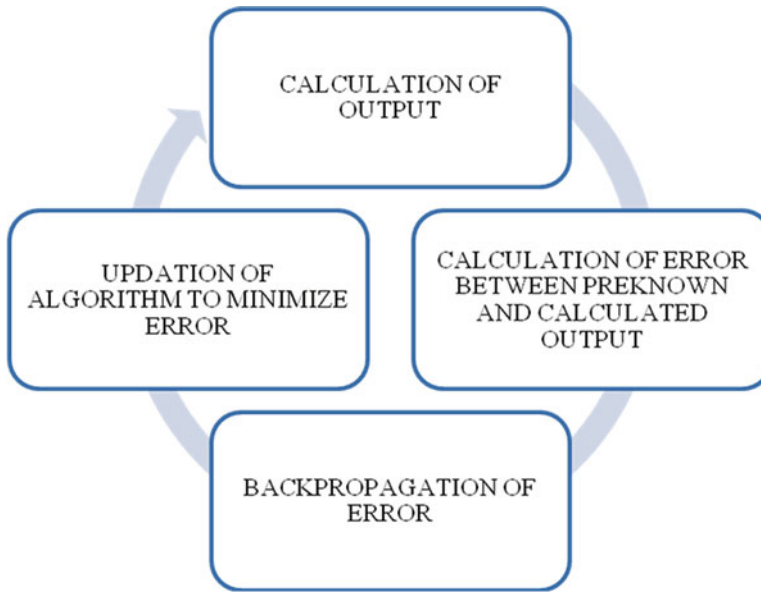 CALCULATION OF
OUTPUT
CALCULATION OF ERROR
BETWEEN PREKNOWN
AND CALCULATED
OUTPUT
BACKPROPAGATION OF
ERROR
UPDATION OF
ALGORITHM TO MINIMIZE
ERROR